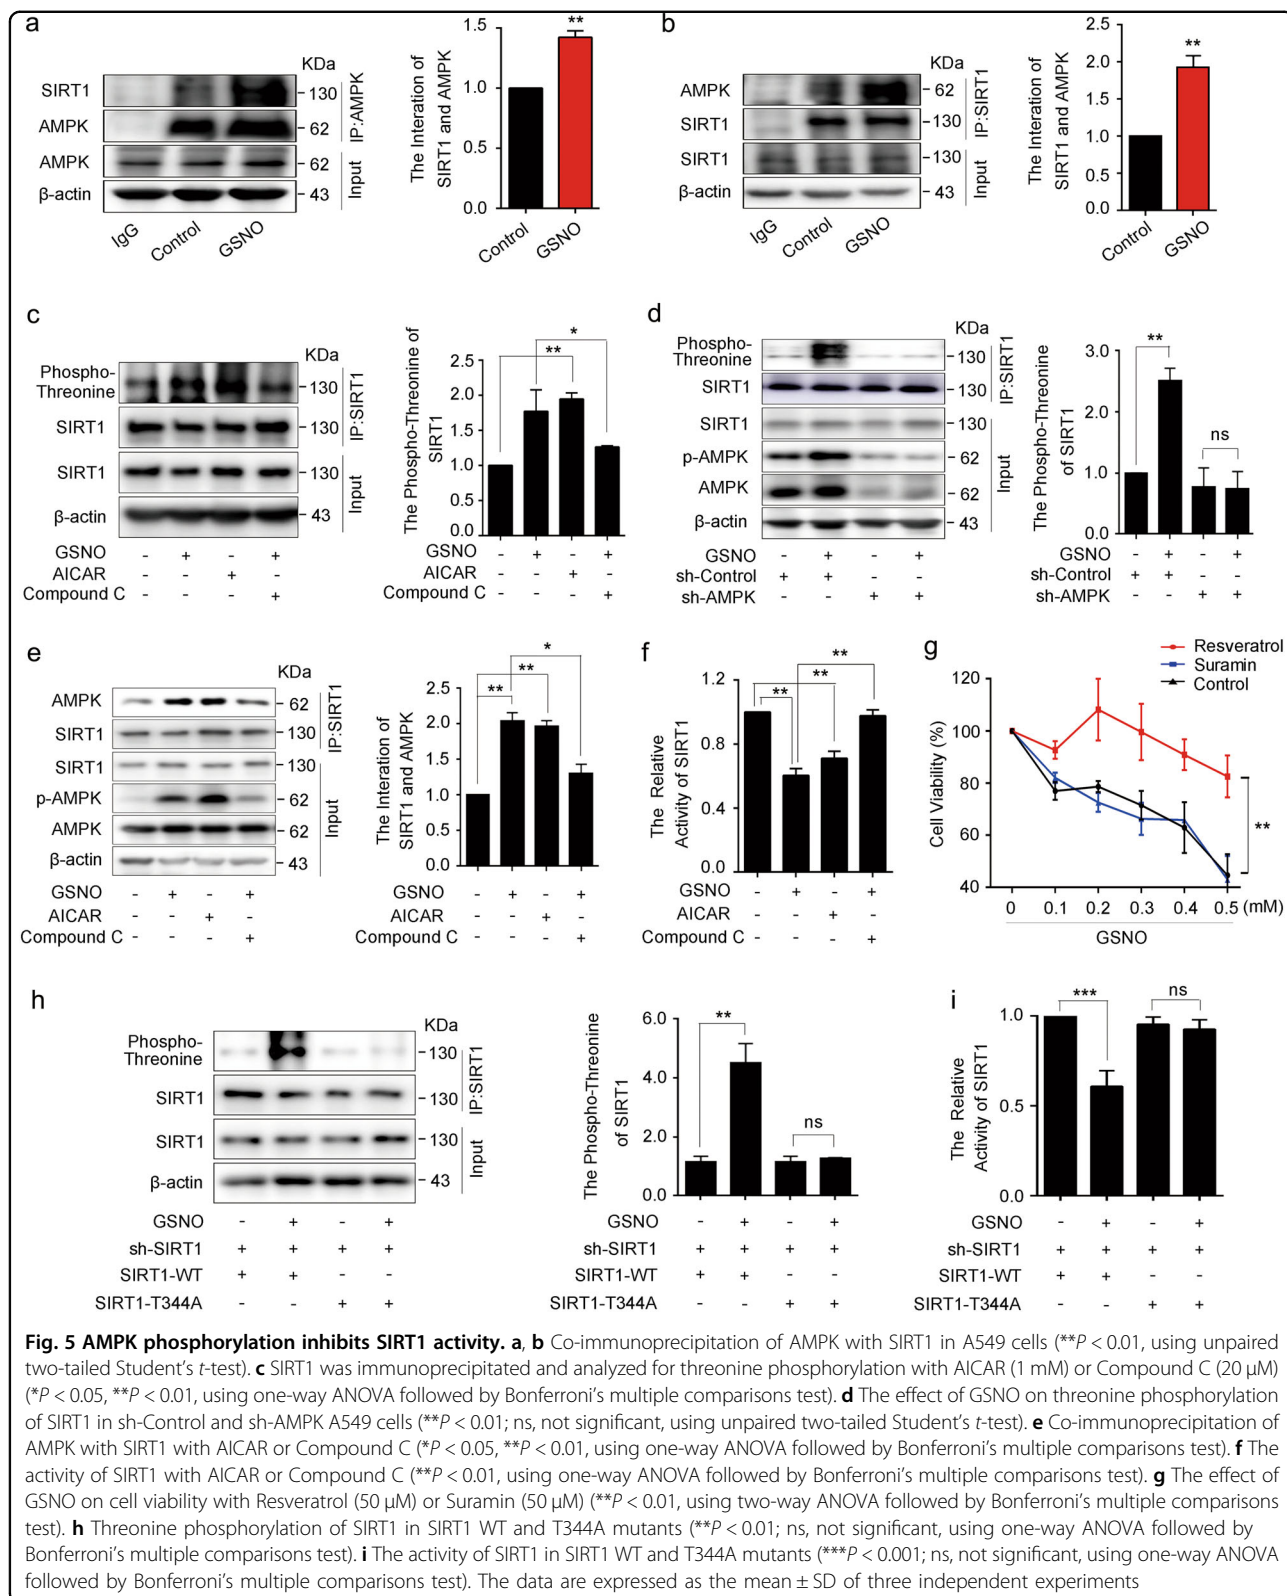 a
SIRT1
AMPK
AMPK
β-actin
KDa
130
62
62
43
IP:AMPK
Input
IgG
Control
GSNO
The Interation of
SIRT1 and AMPK
1.5
1.0
0.5
0.0
**
Control
GSNO
b
AMPK
SIRT1
SIRT1
β-actin
KDa
62
130
130
43
IP:SIRT1
Input
IgG
Control
GSNO
The Interation of
SIRT1 and AMPK
2.5
2.0
1.5
1.0
0.5
0.0
**
Control
GSNO
c
Phospho-
Threonine
SIRT1
SIRT1
β-actin
KDa
130
130
130
43
IP:SIRT1
Input
GSNO - + - +
AICAR - - + -
Compound C - - - +
The Phospho-Threonine of
SIRT1
2.5
2.0
1.5
1.0
0.5
0.0
**
*
GSNO - + - +
AICAR - - + -
Compound C - - - +
d
Phospho-
Threonine
SIRT1
SIRT1
p-AMPK
AMPK
β-actin
KDa
130
130
130
62
62
43
IP:SIRT1
Input
GSNO - + - +
sh-Control + + - -
sh-AMPK - - + +
The Phospho-Threonine
of SIRT1
3.0
2.0
1.0
0.0
**
ns
GSNO - + - +
sh-Control + + - -
sh-AMPK - - + +
e
AMPK
SIRT1
SIRT1
p-AMPK
AMPK
β-actin
KDa
62
130
130
62
62
43
IP:SIRT1
Input
GSNO - + - +
AICAR - - + -
Compound C - - - +
The Interation of
SIRT1 and AMPK
2.5
2.0
1.5
1.0
0.5
0.0
**
**
*
GSNO - + - +
AICAR - - + -
Compound C - - - +
f
The Relative
Activity of SIRT1
1.2
0.8
0.4
0.0
**
**
**
GSNO - + - +
AICAR - - + -
Compound C - - - +
g
Resveratrol
Suramin
Control
Cell Viability (%)
120
100
80
60
40
**
0 0.1 0.2 0.3 0.4 0.5 (mM)
GSNO
h
Phospho-
Threonine
SIRT1
SIRT1
β-actin
KDa
130
130
130
43
IP:SIRT1
Input
GSNO - + - +
sh-SIRT1 + + + +
SIRT1-WT + + - -
SIRT1-T344A - - + +
The Phospho-Threonine
of SIRT1
6.0
4.0
2.0
0.0
**
ns
GSNO - + - +
sh-SIRT1 + + + +
SIRT1-WT + + - -
SIRT1-T344A - - + +
i
The Relative
Activity of SIRT1
1.0
0.5
0.0
***
ns
GSNO - + - +
sh-SIRT1 + + + +
SIRT1-WT + + - -
SIRT1-T344A - - + +
Fig. 5 AMPK phosphorylation inhibits SIRT1 activity. a, b Co-immunoprecipitation of AMPK with SIRT1 in A549 cells (**P < 0.01, using unpaired
two-tailed Student's t-test). c SIRT1 was immunoprecipitated and analyzed for threonine phosphorylation with AICAR (1 mM) or Compound C (20 μM)
(*P < 0.05, **P < 0.01, using one-way ANOVA followed by Bonferroni's multiple comparisons test). d The effect of GSNO on threonine phosphorylation
of SIRT1 in sh-Control and sh-AMPK A549 cells (**P < 0.01; ns, not significant, using unpaired two-tailed Student's t-test). e Co-immunoprecipitation of
AMPK with SIRT1 with AICAR or Compound C (*P < 0.05, **P < 0.01, using one-way ANOVA followed by Bonferroni's multiple comparisons test). f The
activity of SIRT1 with AICAR or Compound C (**P < 0.01, using one-way ANOVA followed by Bonferroni's multiple comparisons test). g The effect of
GSNO on cell viability with Resveratrol (50 μM) or Suramin (50 μM) (**P < 0.01, using two-way ANOVA followed by Bonferroni's multiple comparisons
test). h Threonine phosphorylation of SIRT1 in SIRT1 WT and T344A mutants (**P < 0.01; ns, not significant, using one-way ANOVA followed by
Bonferroni's multiple comparisons test). i The activity of SIRT1 in SIRT1 WT and T344A mutants (***P < 0.001; ns, not significant, using one-way ANOVA
followed by Bonferroni's multiple comparisons test). The data are expressed as the mean ± SD of three independent experiments